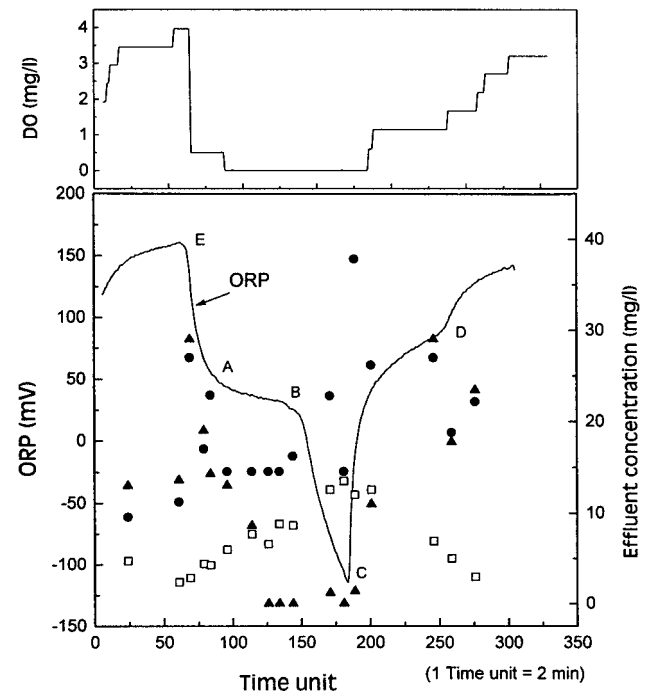 4
3
2
1
0
DO (mg/l)
200
150
100
50
0
-50
-100
-150
ORP (mV)
E
ORP
A
B
C
D
40
30
20
10
0
Effluent concentration (mg/l)
0
50
100
150
200
250
300
350
Time unit
(1 Time unit = 2 min)